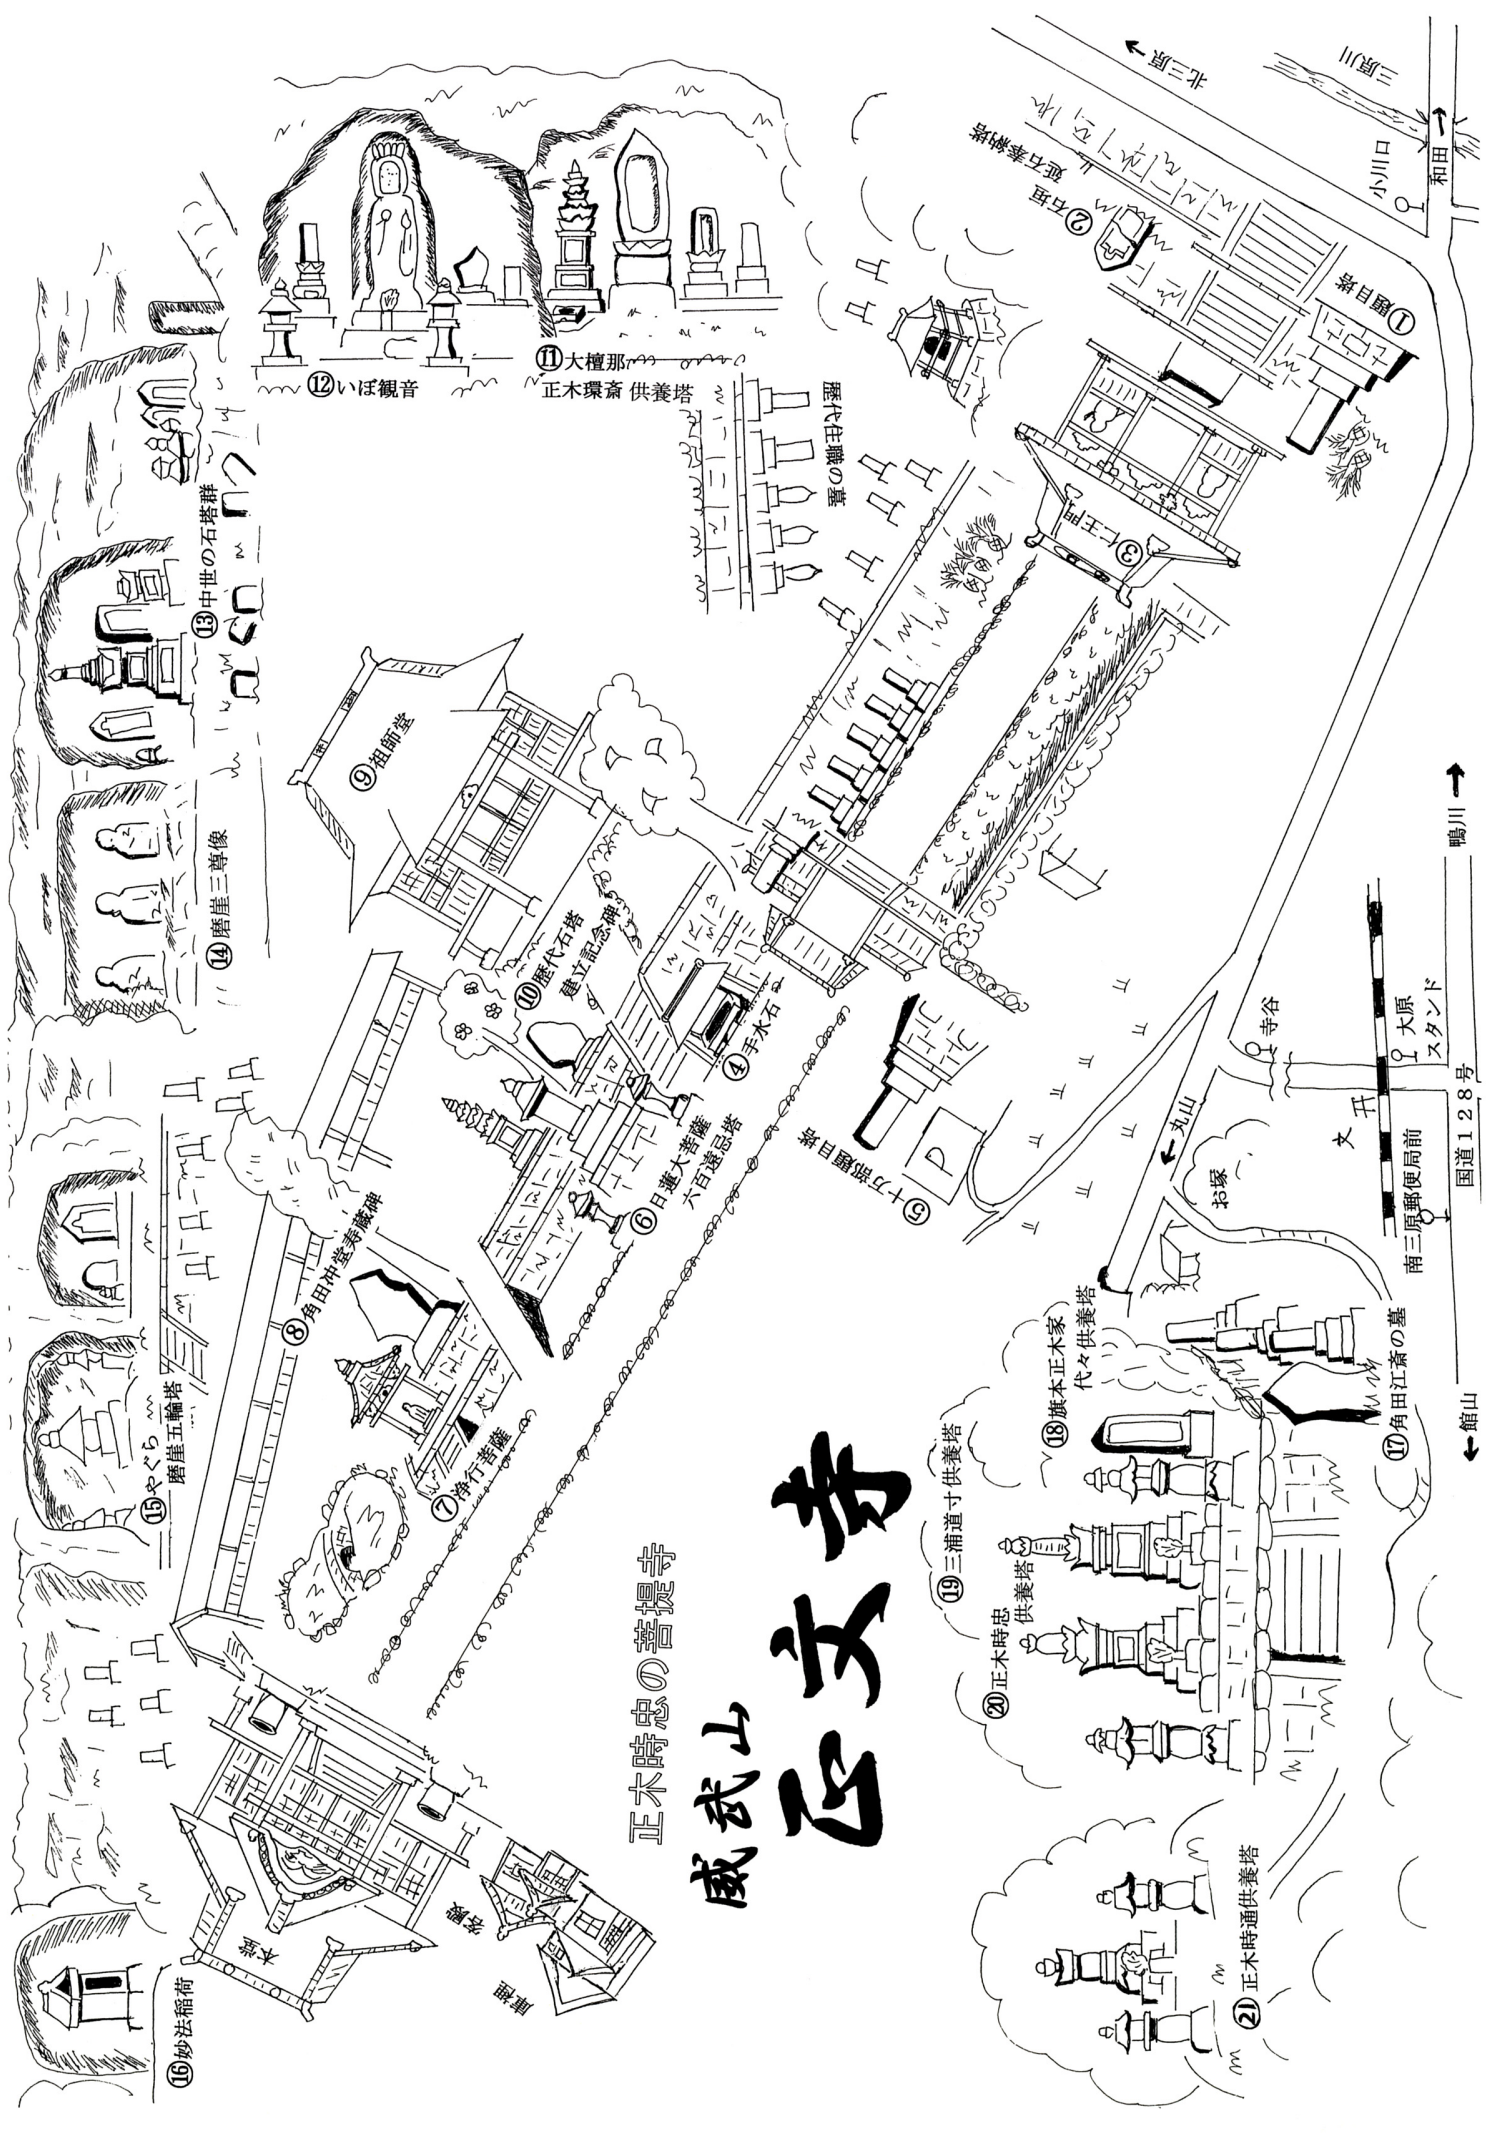 正木時忠の菩提寺
威武山
正文寺
①題目塔
②石垣
延石奉納塔
③仁王門
④手水石
⑤十万部題目塔
⑥日蓮大菩薩
六百遠忌塔
⑦浄行菩薩
⑧角田冲堂寿蔵碑
⑨祖師堂
⑩歴代石塔
建立記念碑
⑪大檀那
正木環斎 供養塔
⑫いぼ観音
⑬中世の石塔群
⑭磨崖三尊像
⑮やぐら
磨崖五輪塔
⑯妙法稲荷
⑰角田江斎の墓
⑱旗本正木家
代々供養塔
⑲三浦道寸供養塔
⑳正木時忠
供養塔
㉑正木時通供養塔
歴代住職の墓
本堂
客殿
庫裡
P
北三原
三原川
小川口
和田
鴨川
大原
スタンド
寺谷
丸山
お塚
文
南三原郵便局前
国道128号
館山